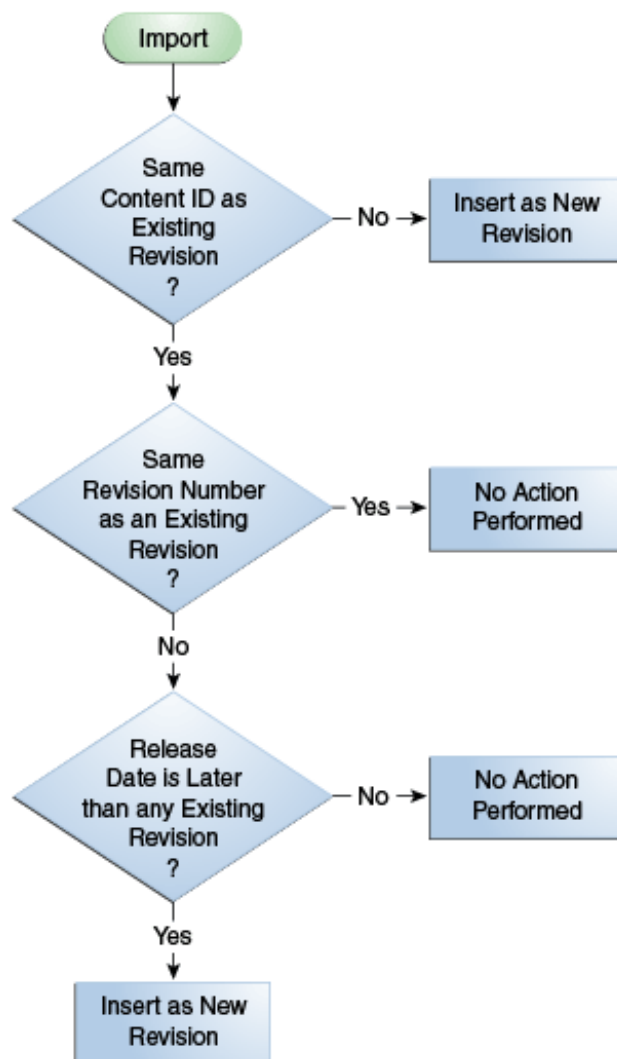 Import
Same
Content ID as
Existing
Revision
?
No
Insert as New
Revision
Yes
Same
Revision Number
as an Existing
Revision
?
Yes
No Action
Performed
No
Release
Date is Later
than any Existing
Revision
?
No
No Action
Performed
Yes
Insert as New
Revision